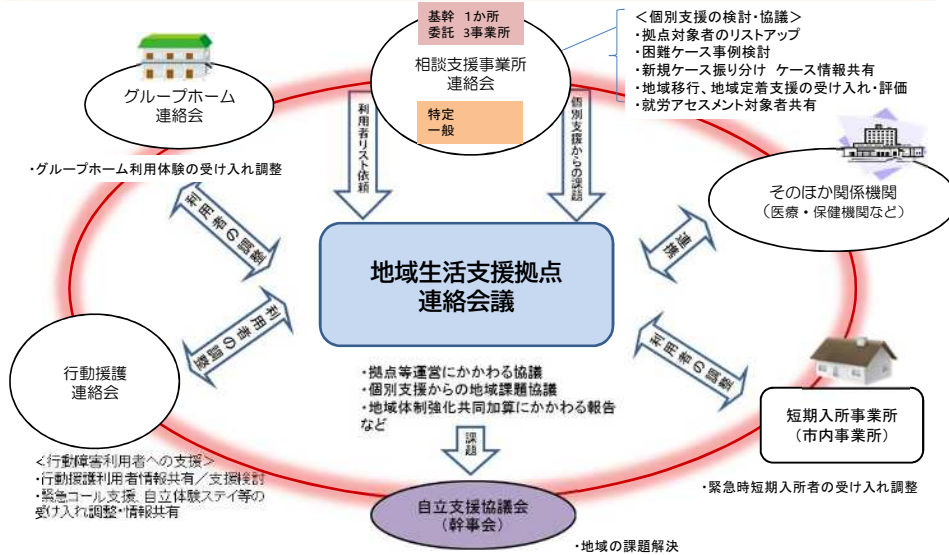 基幹 1か所
委託 3事業所
相談支援事業所
連絡会
特定
一般
＜個別支援の検討・協議＞
・拠点対象者のリストアップ
・困難ケース事例検討
・新規ケース振り分け ケース情報共有
・地域移行、地域定着支援の受け入れ・評価
・就労アセスメント対象者共有
グループホーム
連絡会
・グループホーム利用体験の受け入れ調整
利用者リスト依頼
個別支援からの課題
そのほか関係機関
（医療・保健機関など）
利用者の調整
連携
地域生活支援拠点
連絡会議
利用者の調整
利用者の調整
行動援護
連絡会
・拠点等運営にかかわる協議
・個別支援からの地域課題協議
・地域体制強化共同加算にかかわる報告
など
短期入所事業所
（市内事業所）
・緊急時短期入所者の受け入れ調整
課題
＜行動障害利用者への支援＞
・行動援護利用者情報共有／支援検討
・緊急コール支援、自立体験ステイ等の
受け入れ調整・情報共有
自立支援協議会
（幹事会）
・地域の課題解決